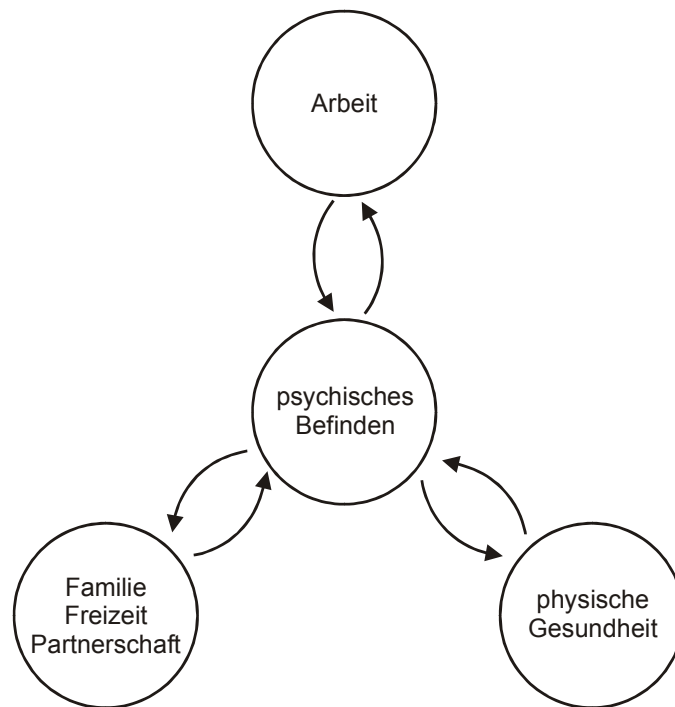 Arbeit
psychisches
Befinden
Familie
Freizeit
Partnerschaft
physische
Gesundheit